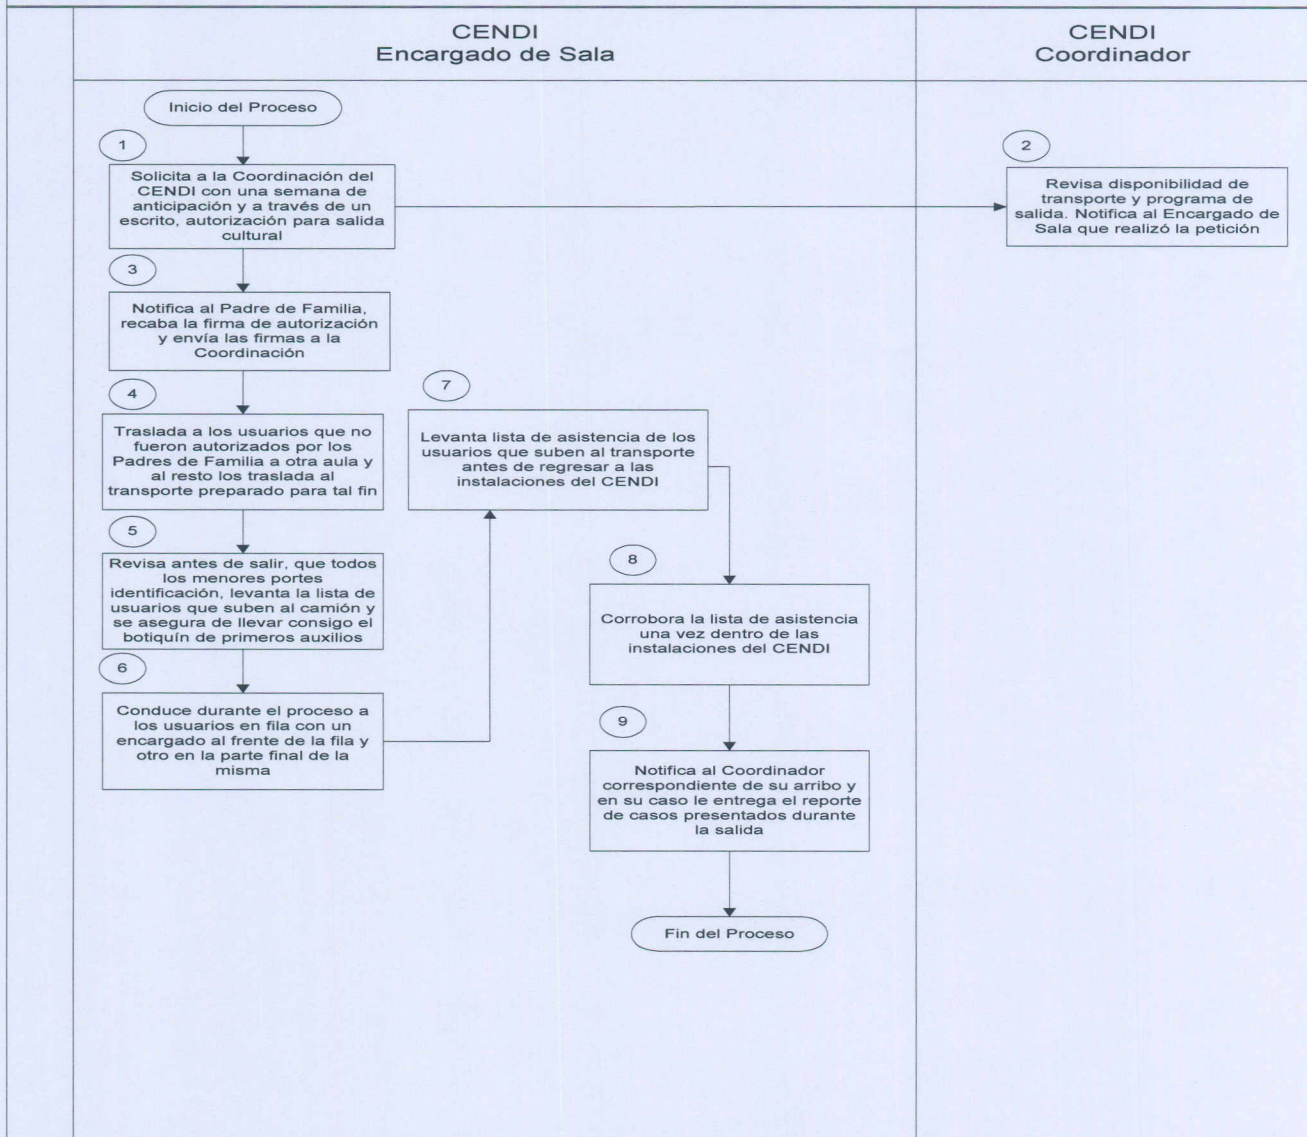 CENDI
Encargado de Sala
CENDI
Coordinador
Inicio del Proceso
1
Solicita a la Coordinación del
CENDI con una semana de
anticipación y a través de un
escrito, autorización para salida
cultural
2
Revisa disponibilidad de
transporte y programa de
salida. Notifica al Encargado de
Sala que realizó la petición
3
Notifica al Padre de Familia,
recaba la firma de autorización
y envía las firmas a la
Coordinación
4
Traslada a los usuarios que no
fueron autorizados por los
Padres de Familia a otra aula y
al resto los traslada al
transporte preparado para tal fin
5
Revisa antes de salir, que todos
los menores portes
identificación, levanta la lista de
usuarios que suben al camión y
se asegura de llevar consigo el
botiquín de primeros auxilios
6
Conduce durante el proceso a
los usuarios en fila con un
encargado al frente de la fila y
otro en la parte final de la
misma
7
Levanta lista de asistencia de los
usuarios que suben al transporte
antes de regresar a las
instalaciones del CENDI
8
Corrobora la lista de asistencia
una vez dentro de las
instalaciones del CENDI
9
Notifica al Coordinador
correspondiente de su arribo y
en su caso le entrega el reporte
de casos presentados durante
la salida
Fin del Proceso